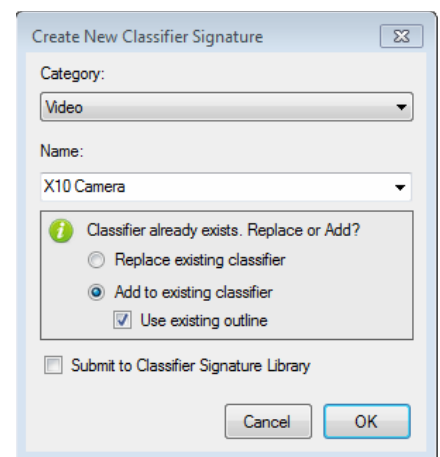 Create New Classifier Signature
Category:
Video
Name:
X10 Camera
Classifier already exists. Replace or Add?
Replace existing classifier
Add to existing classifier
Use existing outline
Submit to Classifier Signature Library
Cancel OK